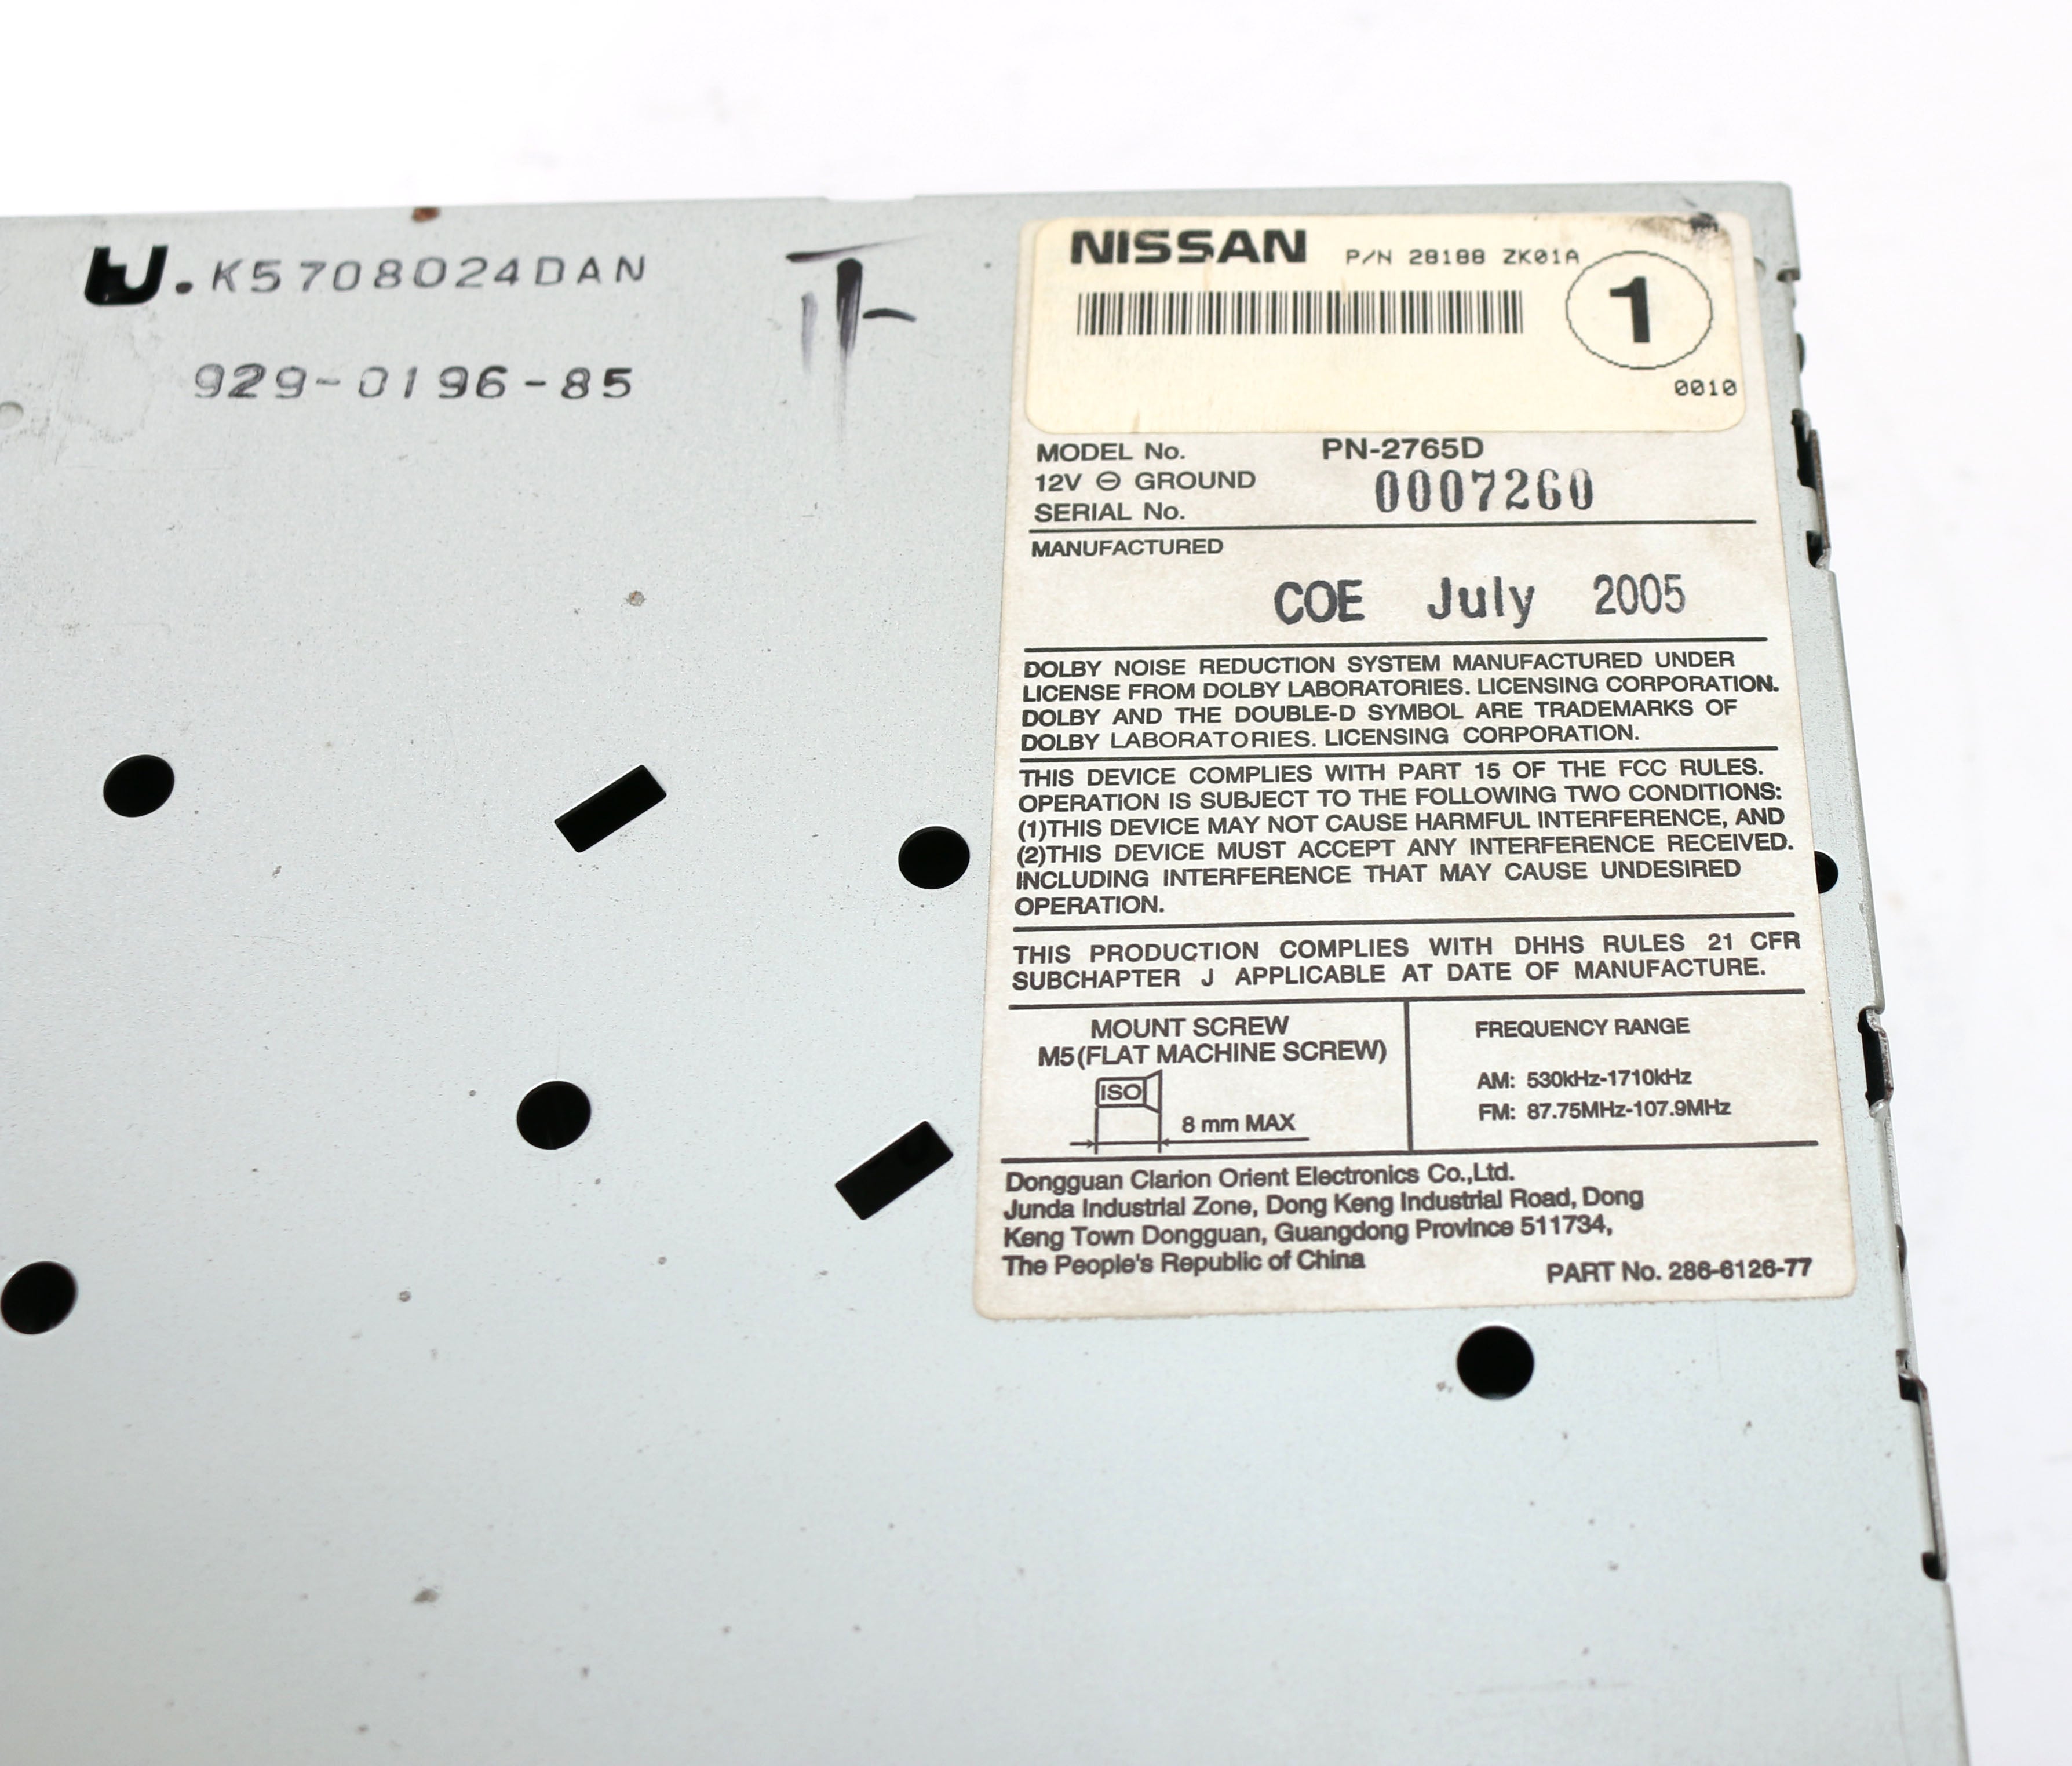 U.K5708024DAN
929-0196-85
NISSAN P/N 28188 ZK01A
1
0010
MODEL No. PN-2765D
12V ⊖ GROUND
SERIAL No. 0007260
MANUFACTURED
COE July 2005
DOLBY NOISE REDUCTION SYSTEM MANUFACTURED UNDER
LICENSE FROM DOLBY LABORATORIES. LICENSING CORPORATION.
DOLBY AND THE DOUBLE-D SYMBOL ARE TRADEMARKS OF
DOLBY LABORATORIES. LICENSING CORPORATION.
THIS DEVICE COMPLIES WITH PART 15 OF THE FCC RULES.
OPERATION IS SUBJECT TO THE FOLLOWING TWO CONDITIONS:
(1)THIS DEVICE MAY NOT CAUSE HARMFUL INTERFERENCE, AND
(2)THIS DEVICE MUST ACCEPT ANY INTERFERENCE RECEIVED.
INCLUDING INTERFERENCE THAT MAY CAUSE UNDESIRED
OPERATION.
THIS PRODUCTION COMPLIES WITH DHHS RULES 21 CFR
SUBCHAPTER J APPLICABLE AT DATE OF MANUFACTURE.
MOUNT SCREW
M5(FLAT MACHINE SCREW)
ISO
8 mm MAX
FREQUENCY RANGE
AM: 530kHz-1710kHz
FM: 87.75MHz-107.9MHz
Dongguan Clarion Orient Electronics Co.,Ltd.
Junda Industrial Zone, Dong Keng Industrial Road, Dong
Keng Town Dongguan, Guangdong Province 511734,
The People's Republic of China
PART No. 286-6126-77